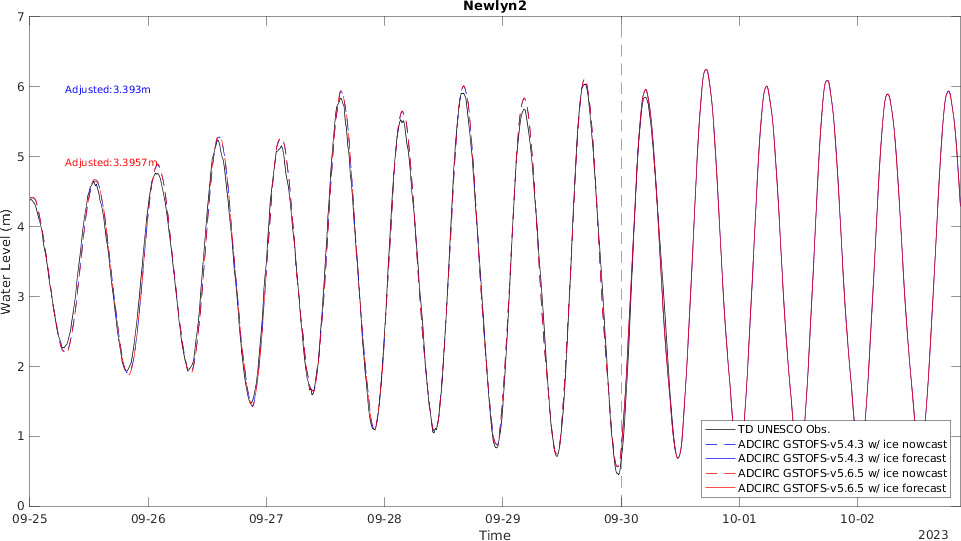 Newlyn2
7
6
5
4
3
2
1
0
Water Level (m)
Adjusted:3.393m
Adjusted:3.3957m
TD UNESCO Obs.
ADCIRC GSTOFS-v5.4.3 w/ ice nowcast
ADCIRC GSTOFS-v5.4.3 w/ ice forecast
ADCIRC GSTOFS-v5.6.5 w/ ice nowcast
ADCIRC GSTOFS-v5.6.5 w/ ice forecast
09-25 09-26 09-27 09-28 09-29 09-30 10-01 10-02
Time
2023